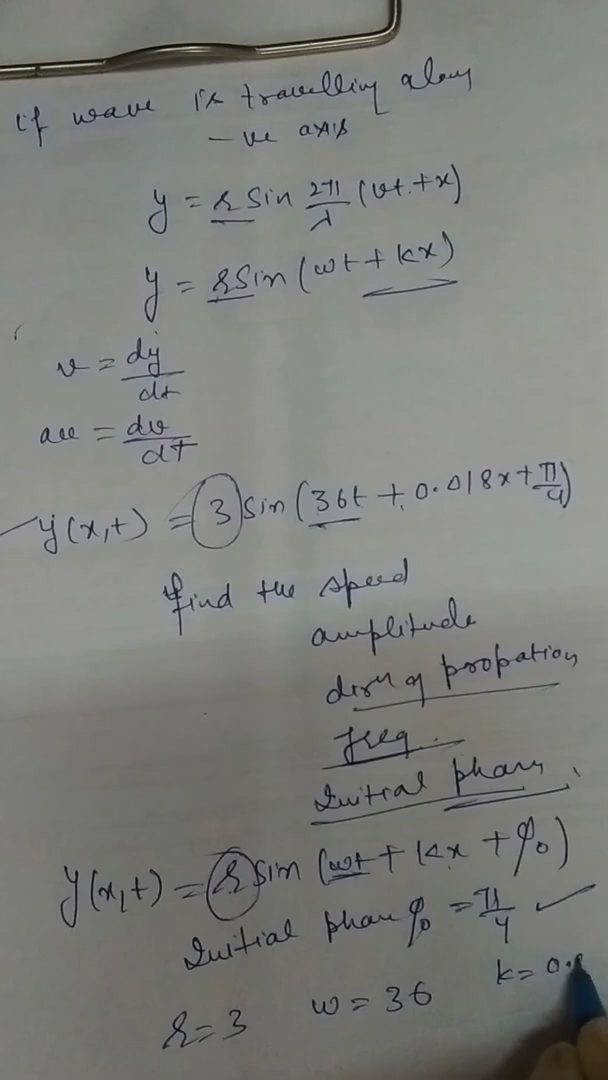 if wave is travelling along
-ve axis
y = r sin 2π/λ (vt + x)
y = r sin (ωt + kx)
v = dy/dt
acc = dv/dt
y(x,t) = 3 sin (36t + 0.018x + π/4)
find the speed
amplitude
dirn of propation
freq.
Initial phase,
y(x,t) = r sin (ωt + kx + φ₀)
Initial phase φ₀ = π/4 ✓
r = 3 ω = 36 k = 0.